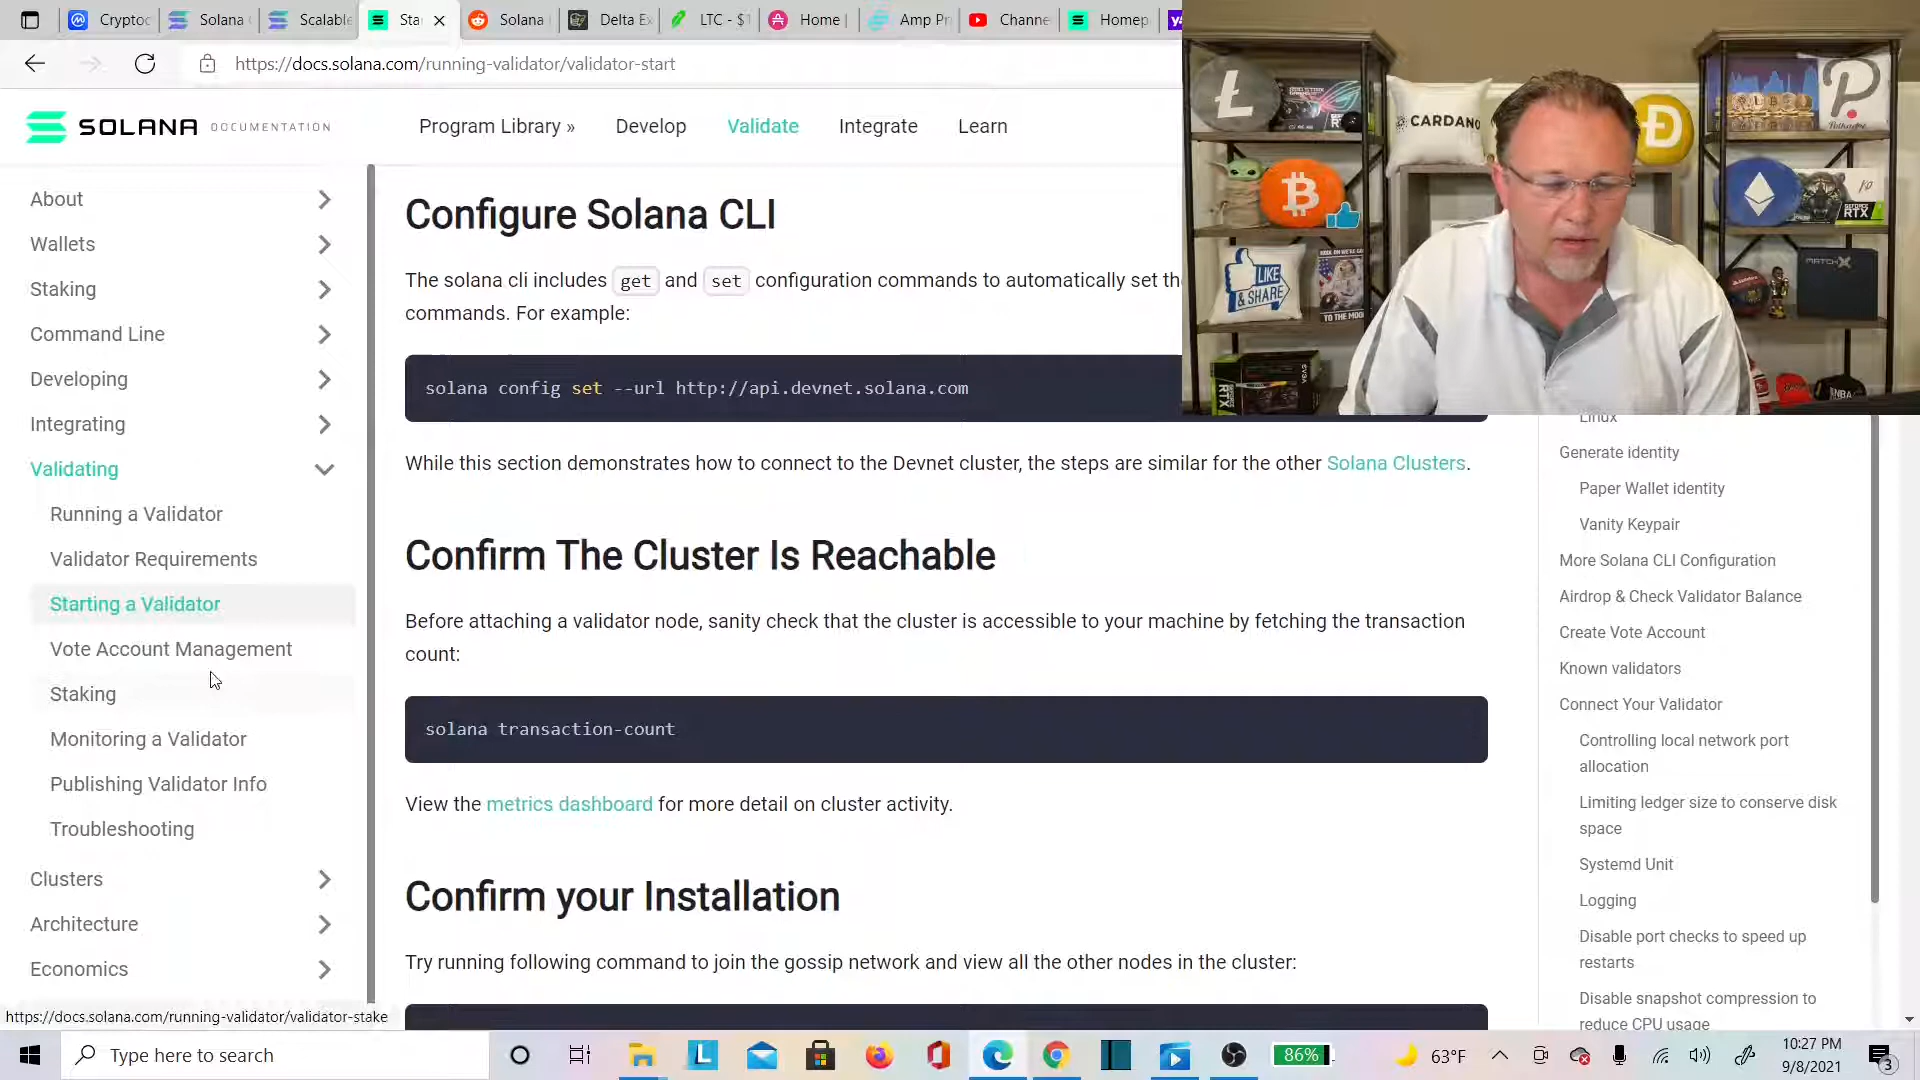 Cryptoc
Solana
Scalable
Sta
Solana
Delta Ex
LTC - $1
Home
Amp Pr
Channe
Homep
https://docs.solana.com/running-validator/validator-start
SOLANA DOCUMENTATION
Program Library »
Develop
Validate
Integrate
Learn
About
Wallets
Staking
Command Line
Developing
Integrating
Validating
Running a Validator
Validator Requirements
Starting a Validator
Vote Account Management
Staking
Monitoring a Validator
Publishing Validator Info
Troubleshooting
Clusters
Architecture
Economics
https://docs.solana.com/running-validator/validator-stake
Configure Solana CLI
The solana cli includes get and set configuration commands to automatically set th
commands. For example:
solana config set --url http://api.devnet.solana.com
While this section demonstrates how to connect to the Devnet cluster, the steps are similar for the other Solana Clusters.
Confirm The Cluster Is Reachable
Before attaching a validator node, sanity check that the cluster is accessible to your machine by fetching the transaction
count:
solana transaction-count
View the metrics dashboard for more detail on cluster activity.
Confirm your Installation
Try running following command to join the gossip network and view all the other nodes in the cluster:
CARDANO
LIKE
& SHARE
TO THE MOON
RTX
Polkadot
GEFORCE
RTX
MATCH X
NBA
Linux
Generate identity
Paper Wallet identity
Vanity Keypair
More Solana CLI Configuration
Airdrop & Check Validator Balance
Create Vote Account
Known validators
Connect Your Validator
Controlling local network port
allocation
Limiting ledger size to conserve disk
space
Systemd Unit
Logging
Disable port checks to speed up
restarts
Disable snapshot compression to
reduce CPU usage
Type here to search
86%
63°F
10:27 PM
9/8/2021
3